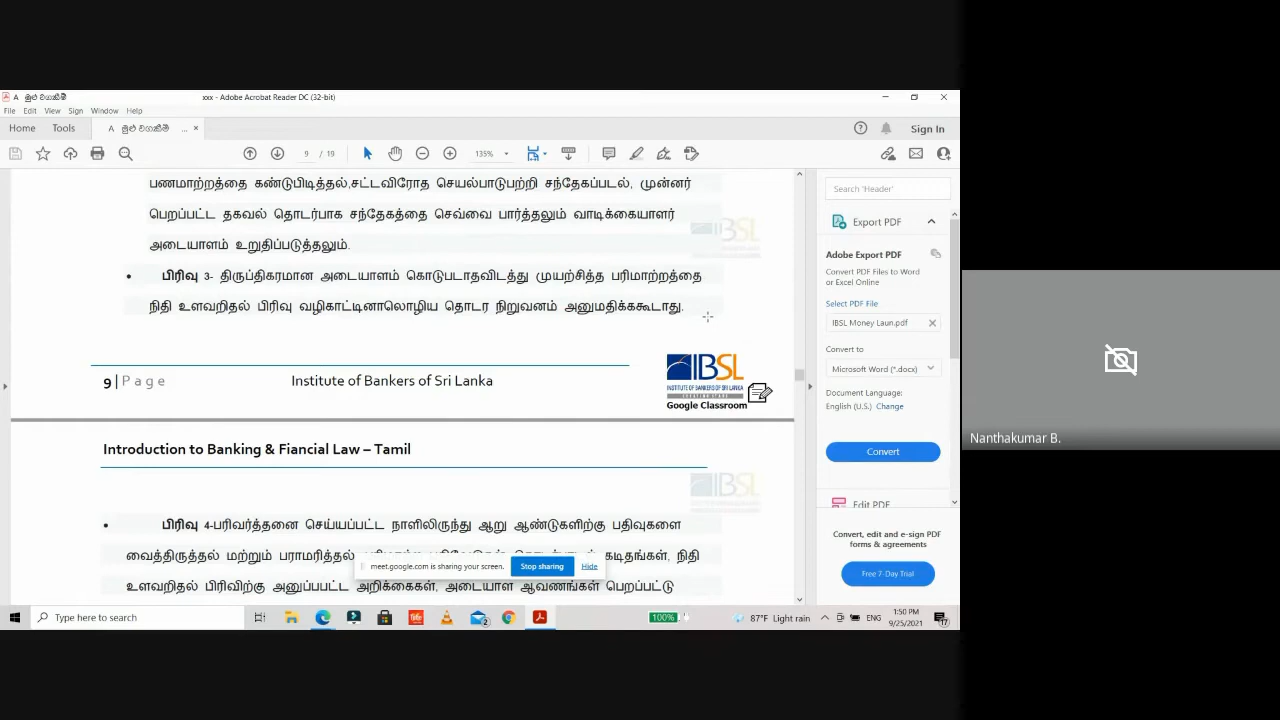 A මුළු විශාලිනී xxx - Adobe Acrobat Reader DC (32-bit)
File Edit View Sign Window Help
Home Tools ... × Sign In
9 / 19 135%
பணமாற்றத்தை கண்டுபிடித்தல்,சட்டவிரோத செயல்பாடுபற்றி சந்தேகப்படல், முன்னர்
பெறப்பட்ட தகவல் தொடர்பாக சந்தேகத்தை செவ்வை பார்த்தலும் வாடிக்கையாளர்
அடையாளம் உறுதிப்படுத்தலும்.
• பிரிவு 3- திருப்திகரமான அடையாளம் கொடுபடாதவிடத்து முயற்சித்த பரிமாற்றத்தை
நிதி உளவறிதல் பிரிவு வழிகாட்டினாலொழிய தொடர நிறுவனம் அனுமதிக்ககூடாது.
9 | Page Institute of Bankers of Sri Lanka
IBSL
INSTITUTE OF BANKERS OF SRI LANKA
Google Classroom
Introduction to Banking & Fiancial Law – Tamil
IBSL
• பிரிவு 4-பரிவர்த்தனை செய்யப்பட்ட நாளிலிருந்து ஆறு ஆண்டுகளிற்கு பதிவுகளை
வைத்திருத்தல் மற்றும் பராமரித்தல் கடிதங்கள், நிதி
உளவறிதல் பிரிவிற்கு அனுப்பபட்ட அறிக்கைகள், அடையாள ஆவணங்கள் பெறப்பட்டு
meet.google.com is sharing your screen. Stop sharing Hide
Search 'Header'
Export PDF
Adobe Export PDF
Convert PDF Files to Word
or Excel Online
Select PDF File
IBSL Money Laun.pdf
Convert to
Microsoft Word (*.docx)
Document Language:
English (U.S.) Change
Convert
Edit PDF
Convert, edit and e-sign PDF
forms & agreements
Free 7-Day Trial
Type here to search
100% 87°F Light rain ENG 1:50 PM
9/25/2021
Nanthakumar B.